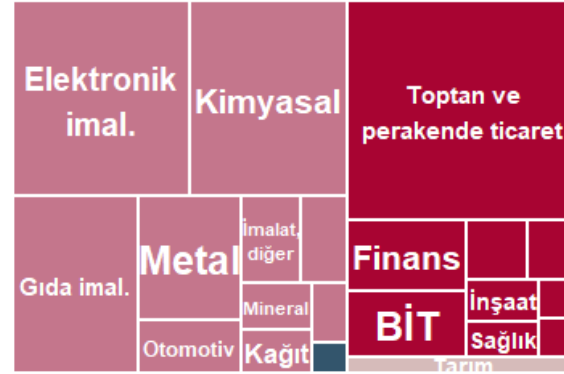 Elektronik
imal.
Kimyasal
Toptan ve
perakende ticaret
Gıda imal.
Metal
İmalat,
diğer
Mineral
Otomotiv
Kağıt
Finans
BİT
İnşaat
Sağlık
Tarım